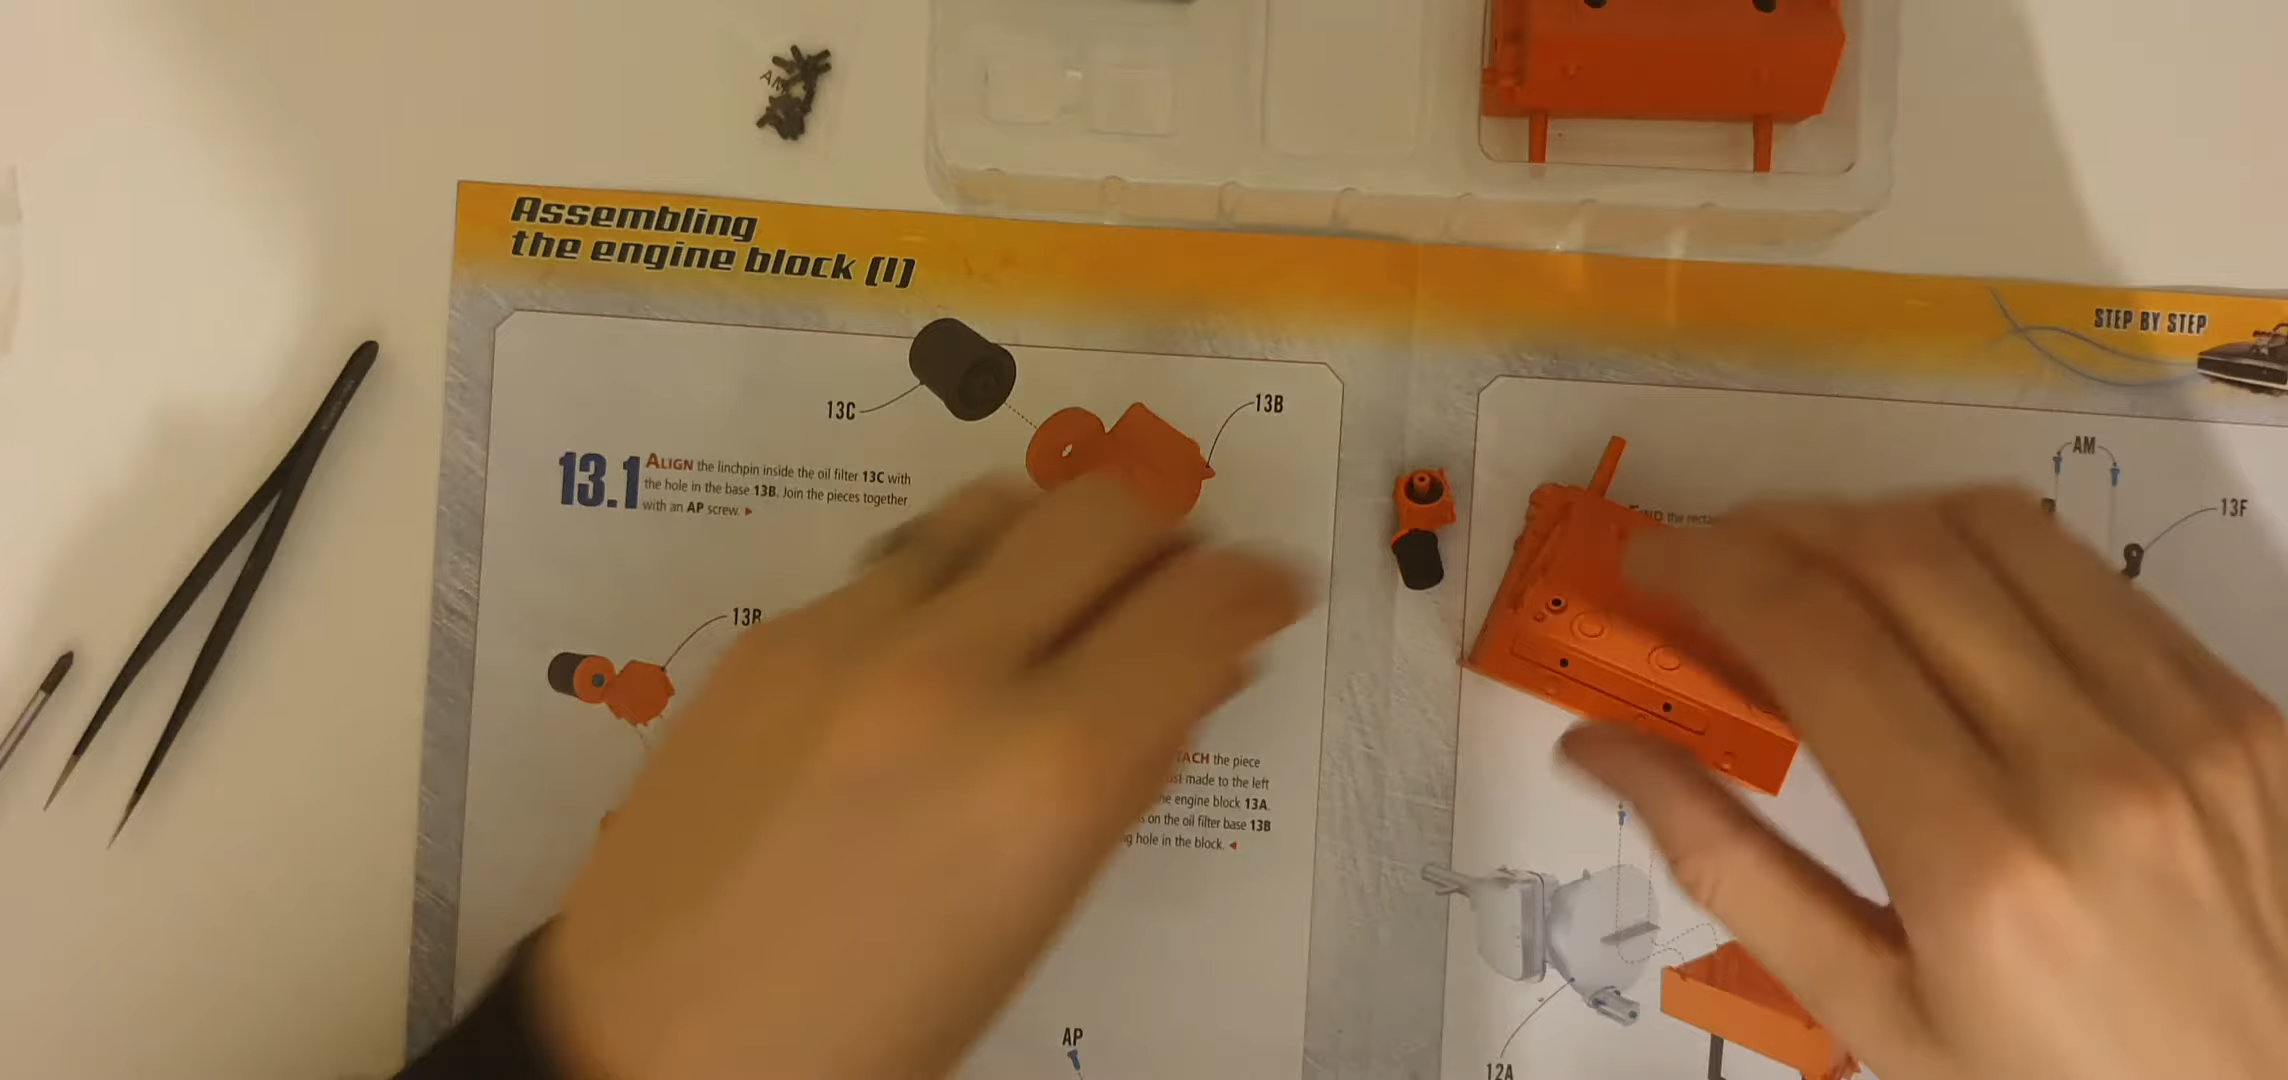 AM
Assembling
the engine block (I)
STEP BY STEP
13C
13B
13.1
ALIGN the linchpin inside the oil filter 13C with
the hole in the base 13B. Join the pieces together
with an AP screw.
AM
13F
the
13B
the piece
made to the left
engine block 13A.
on the oil filter base 13B
hole in the block.
AP
12A